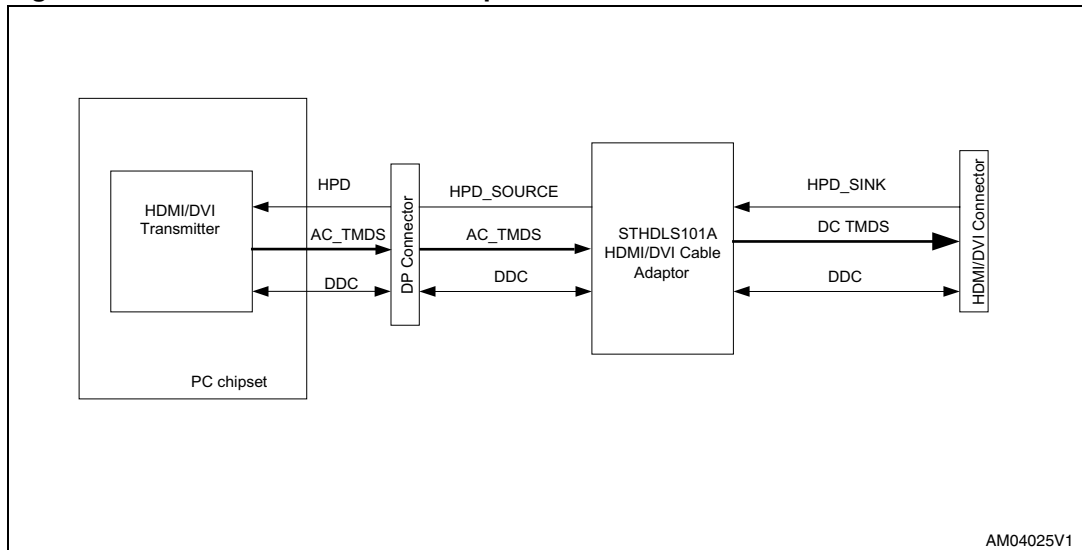 HDMI/DVI
Transmitter
PC chipset
HPD
AC_TMDS
DDC
DP Connector
HPD_SOURCE
AC_TMDS
DDC
STHDLS101A
HDMI/DVI Cable
Adaptor
HPD_SINK
DC TMDS
DDC
HDMI/DVI Connector
AM04025V1